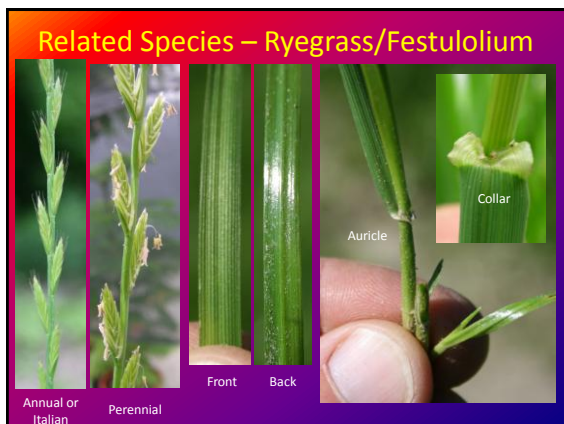 Related Species – Ryegrass/Festulolium
Collar
Auricle
Front
Back
Annual or
Italian
Perennial